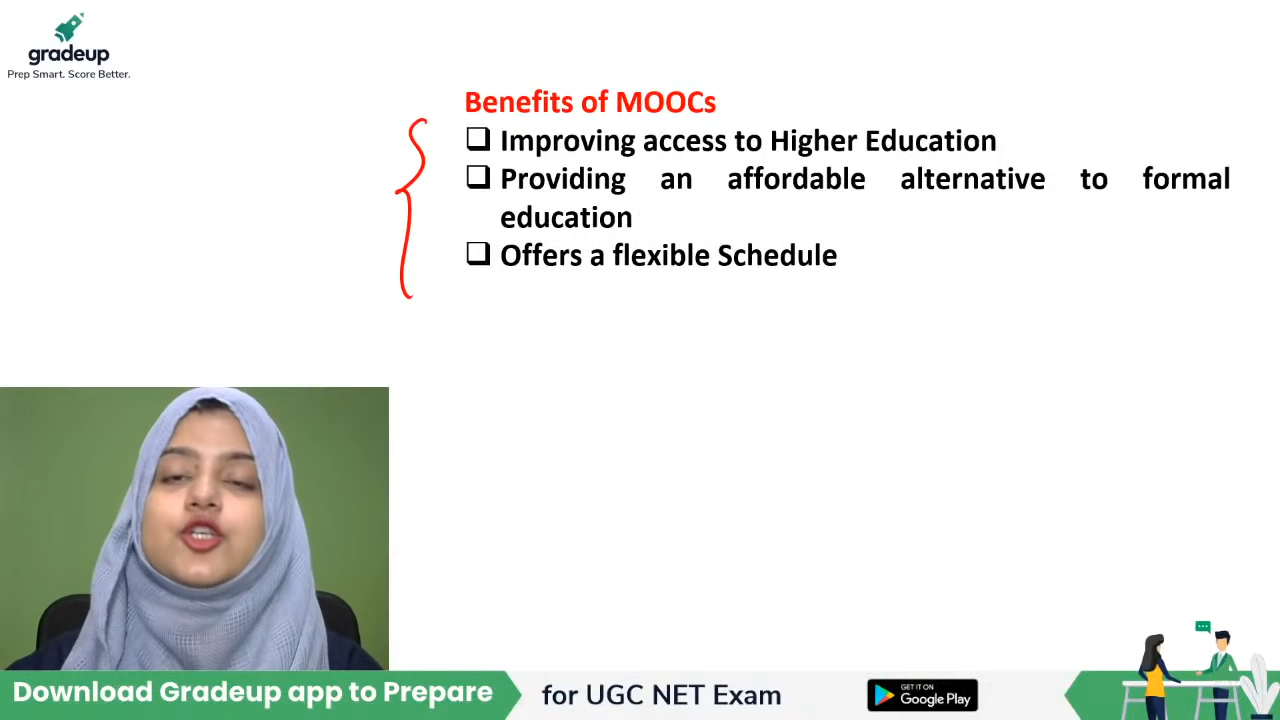 gradeup
Prep Smart. Score Better.
Benefits of MOOCs
Improving access to Higher Education
Providing an affordable alternative to formal
education
Offers a flexible Schedule
Download Gradeup app to Prepare
for UGC NET Exam
GET IT ON
Google Play